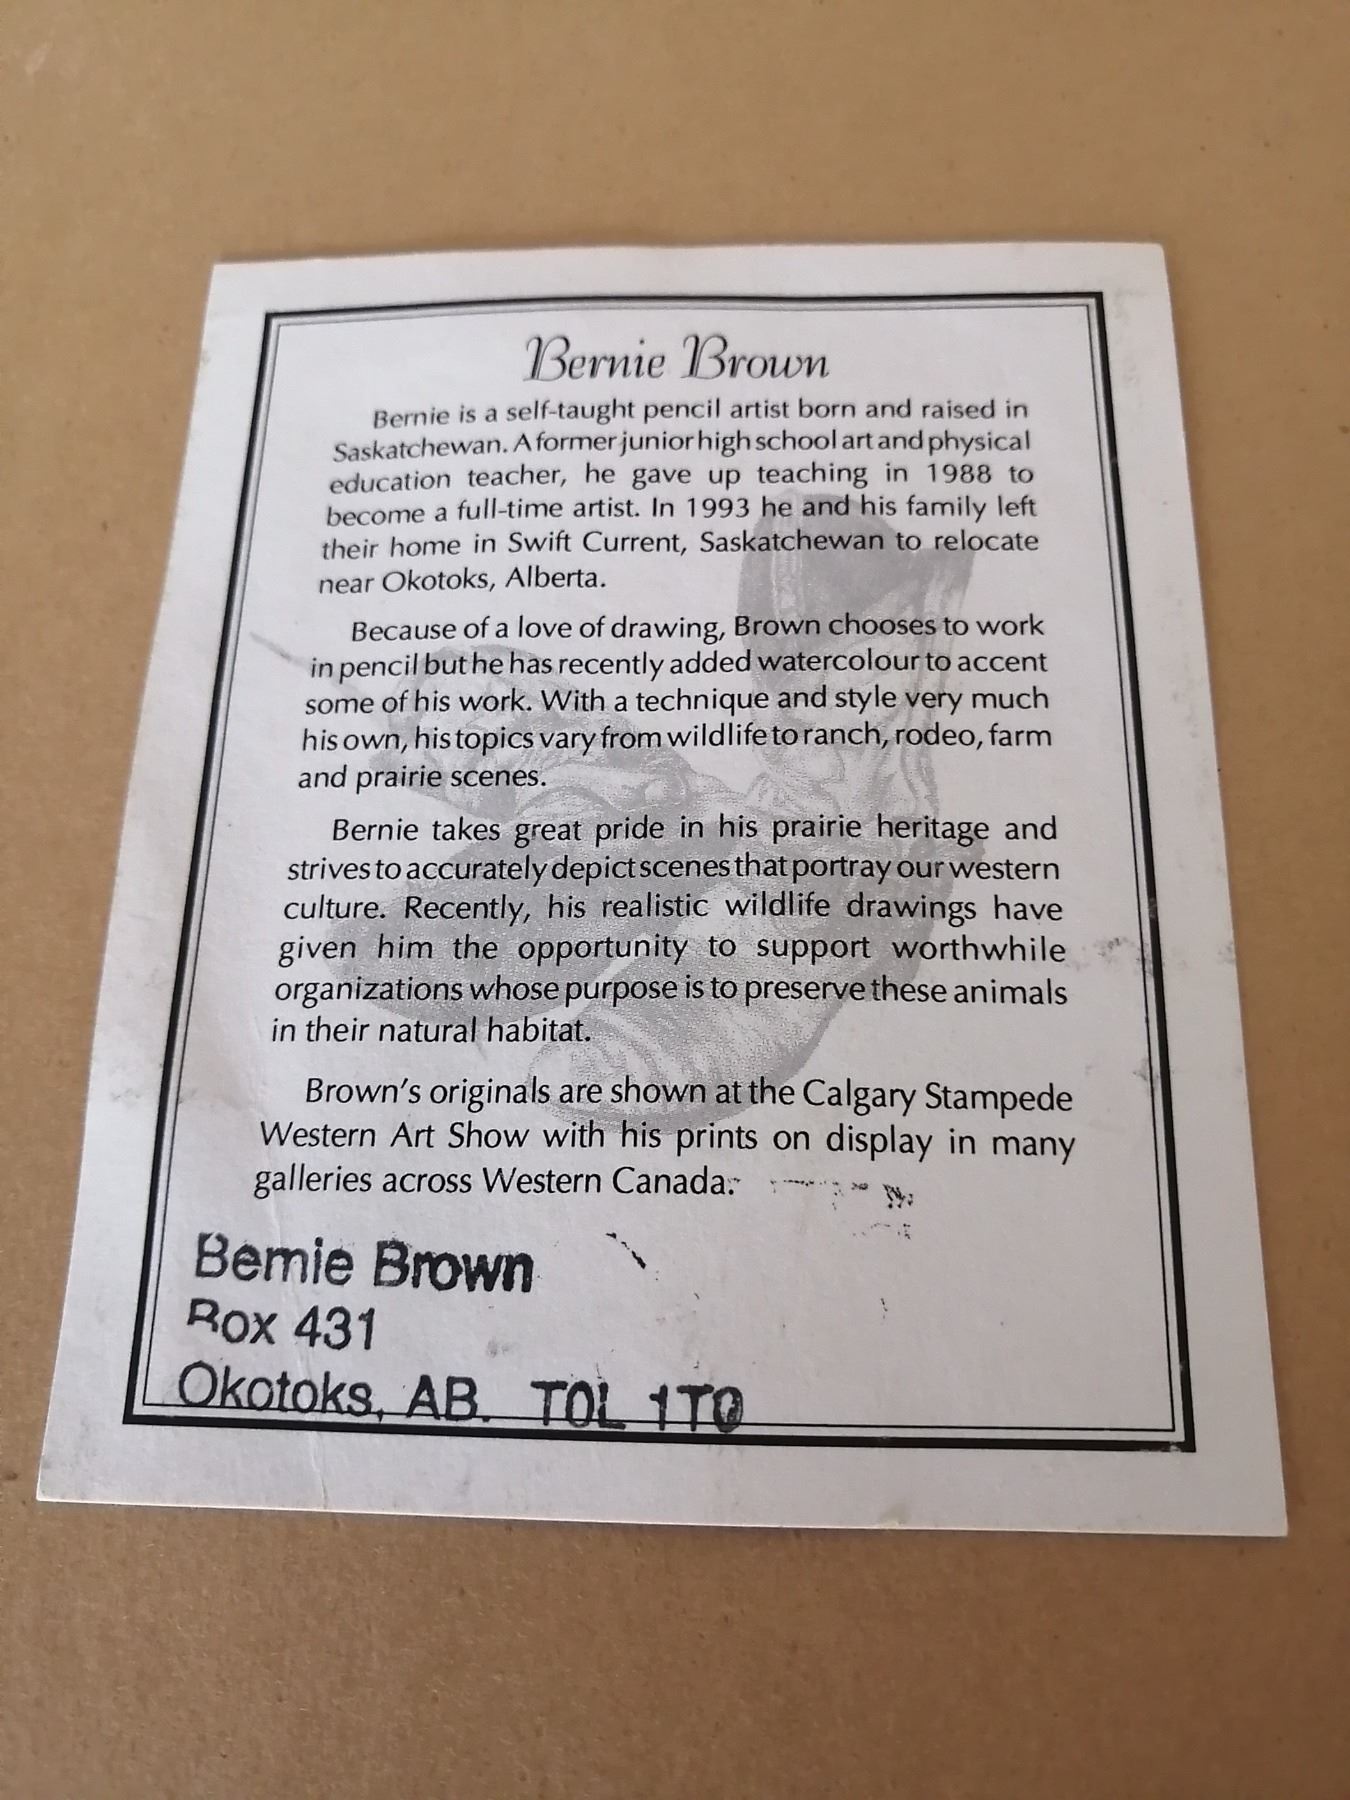 Bernie Brown
Bernie is a self-taught pencil artist born and raised in
Saskatchewan. A former junior high school art and physical
education teacher, he gave up teaching in 1988 to
become a full-time artist. In 1993 he and his family left
their home in Swift Current, Saskatchewan to relocate
near Okotoks, Alberta.
Because of a love of drawing, Brown chooses to work
in pencil but he has recently added watercolour to accent
some of his work. With a technique and style very much
his own, his topics vary from wildlife to ranch, rodeo, farm
and prairie scenes.
Bernie takes great pride in his prairie heritage and
strives to accurately depict scenes that portray our western
culture. Recently, his realistic wildlife drawings have
given him the opportunity to support worthwhile
organizations whose purpose is to preserve these animals
in their natural habitat.
Brown's originals are shown at the Calgary Stampede
Western Art Show with his prints on display in many
galleries across Western Canada.
Bernie Brown
Box 431
Okotoks, AB. T0L 1T0